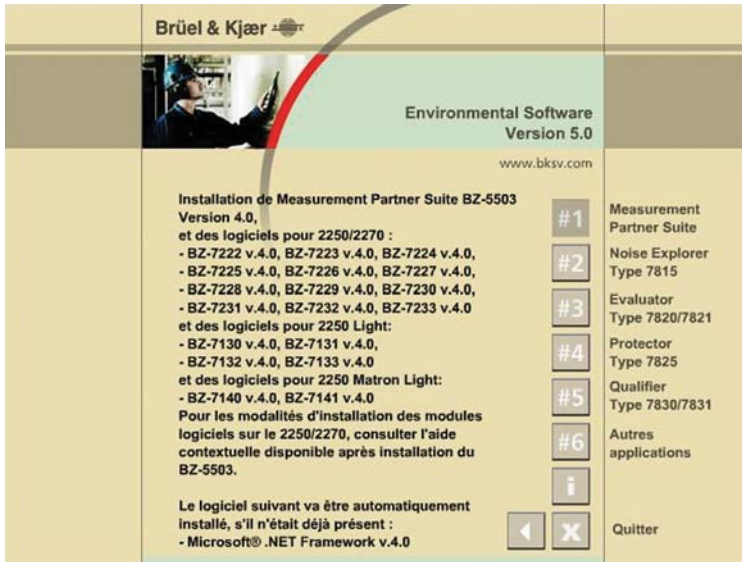 Brüel & Kjær
Environmental Software
Version 5.0
www.bksv.com
Installation de Measurement Partner Suite BZ-5503
Version 4.0,
et des logiciels pour 2250/2270 :
- BZ-7222 v.4.0, BZ-7223 v.4.0, BZ-7224 v.4.0,
- BZ-7225 v.4.0, BZ-7226 v.4.0, BZ-7227 v.4.0,
- BZ-7228 v.4.0, BZ-7229 v.4.0, BZ-7230 v.4.0,
- BZ-7231 v.4.0, BZ-7232 v.4.0, BZ-7233 v.4.0
et des logiciels pour 2250 Light:
- BZ-7130 v.4.0, BZ-7131 v.4.0,
- BZ-7132 v.4.0, BZ-7133 v.4.0
et des logiciels pour 2250 Matron Light:
- BZ-7140 v.4.0, BZ-7141 v.4.0
Pour les modalités d'installation des modules
logiciels sur le 2250/2270, consulter l'aide
contextuelle disponible après installation du
BZ-5503.
Le logiciel suivant va être automatiquement
installé, s'il n'était déjà présent :
- Microsoft® .NET Framework v.4.0
#1
Measurement
Partner Suite
#2
Noise Explorer
Type 7815
#3
Evaluator
Type 7820/7821
#4
Protector
Type 7825
#5
Qualifier
Type 7830/7831
#6
Autres
applications
i
X
Quitter